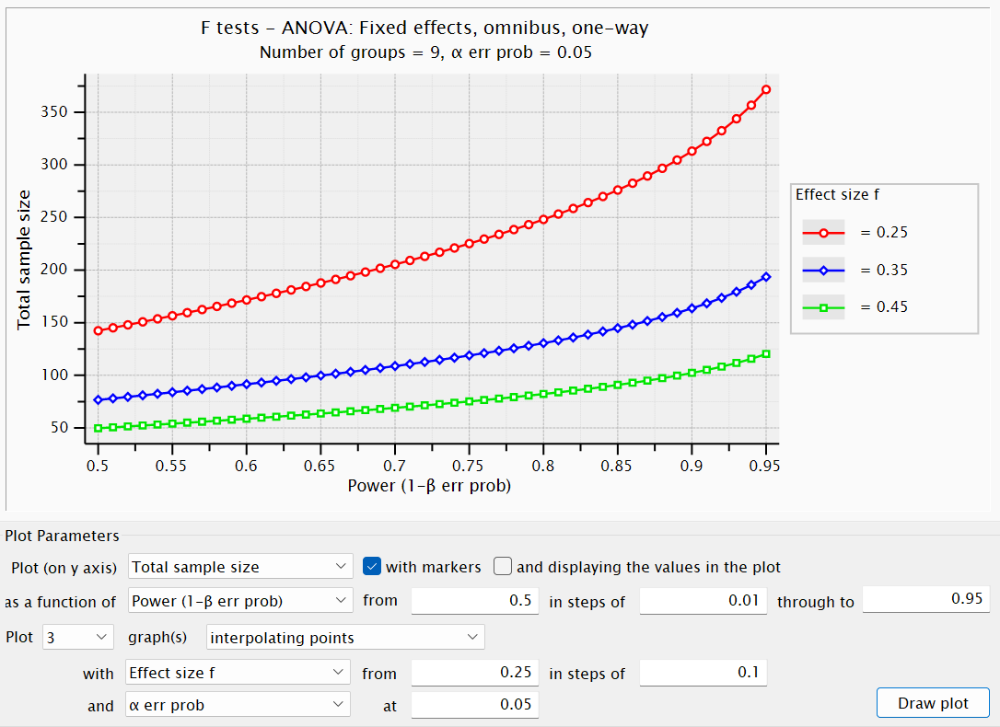 F tests – ANOVA: Fixed effects, omnibus, one-way
Number of groups = 9, α err prob = 0.05
Total sample size
350
300
250
200
150
100
50
0.5 0.55 0.6 0.65 0.7 0.75 0.8 0.85 0.9 0.95
Power (1-β err prob)
Effect size f
= 0.25
= 0.35
= 0.45
Plot Parameters
Plot (on y axis) Total sample size with markers and displaying the values in the plot
as a function of Power (1-β err prob) from 0.5 in steps of 0.01 through to 0.95
Plot 3 graph(s) interpolating points
with Effect size f from 0.25 in steps of 0.1
and α err prob at 0.05 Draw plot